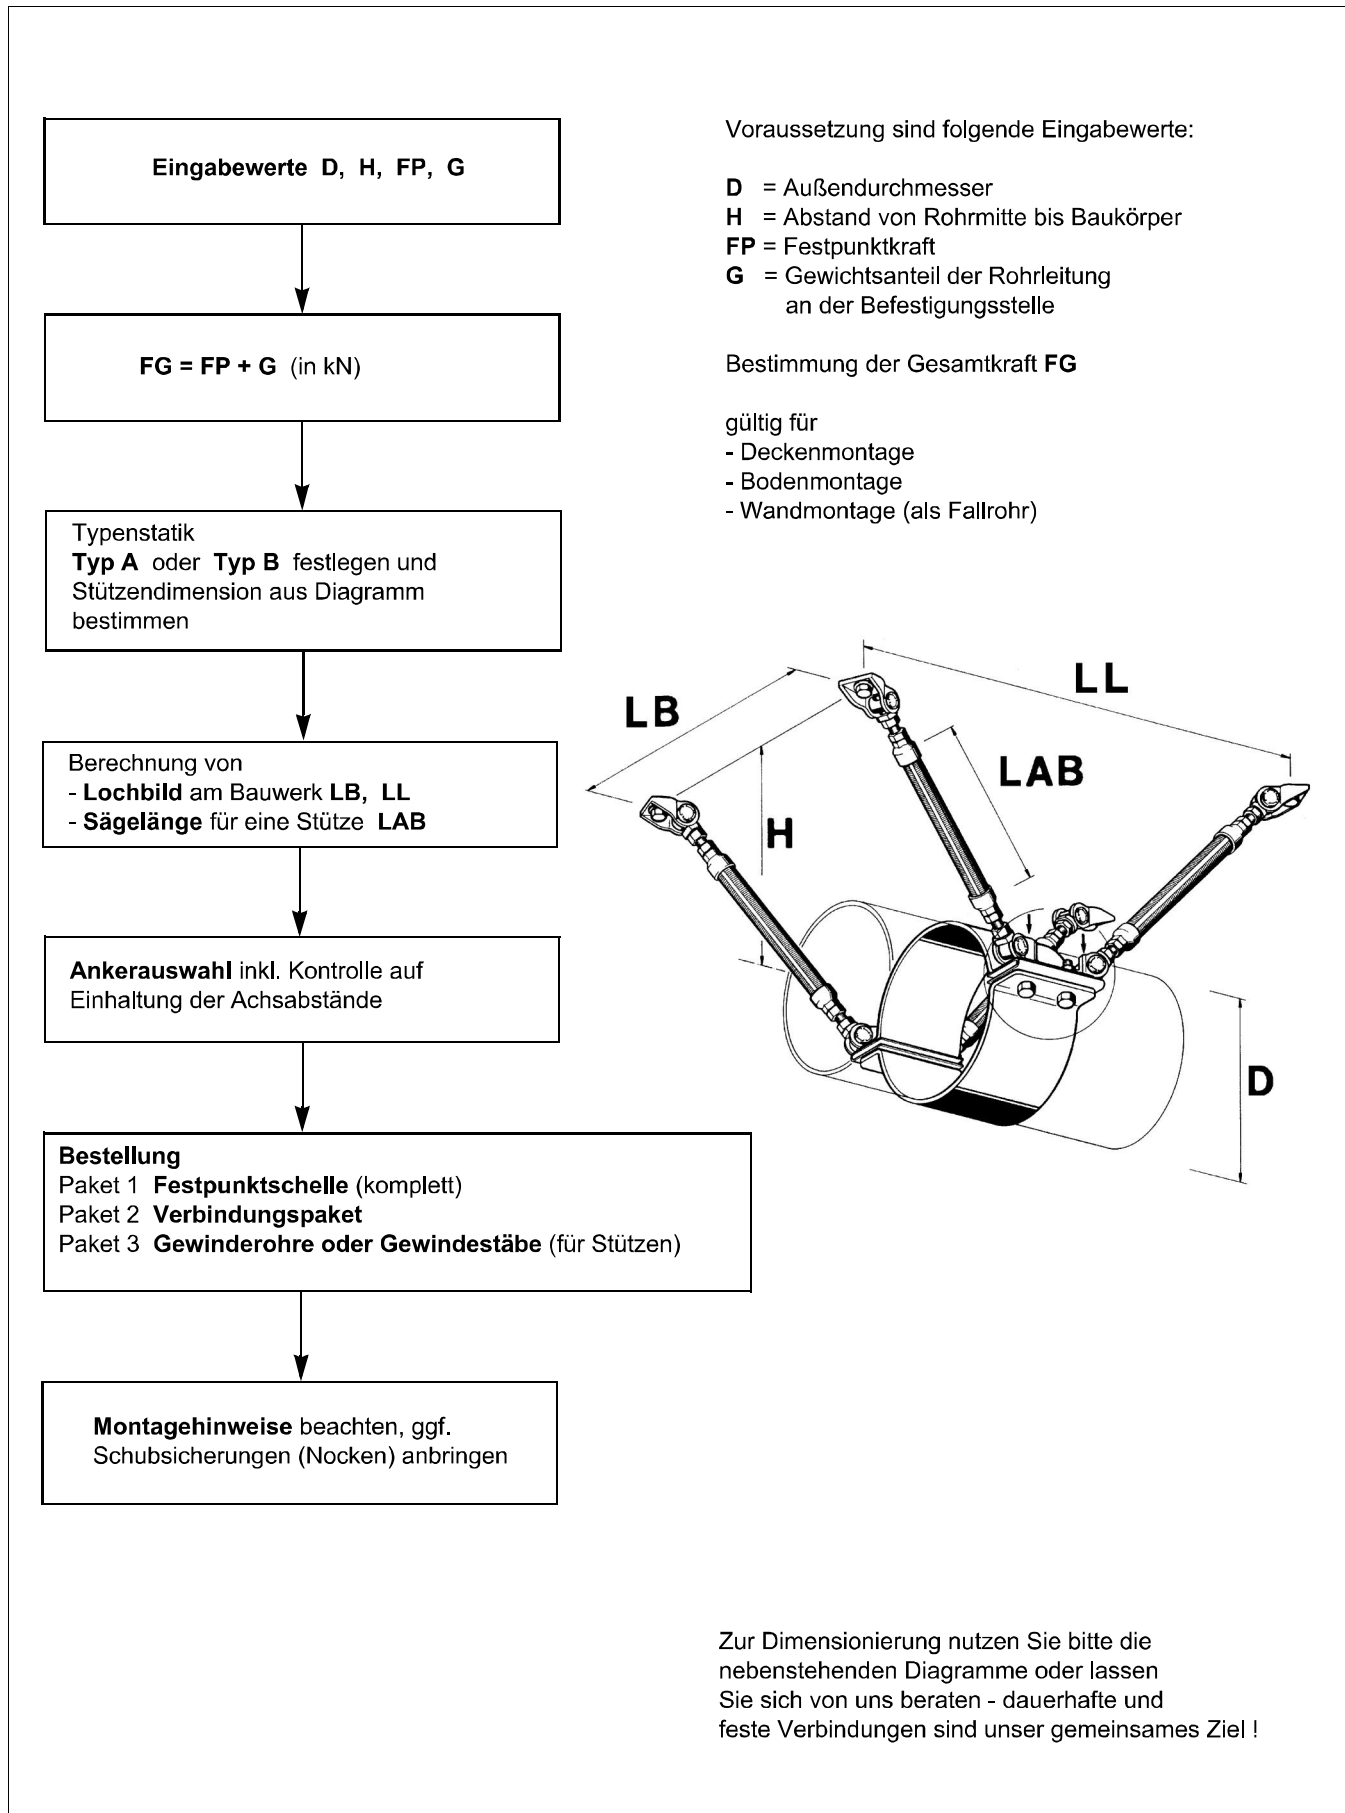 Eingabewerte D, H, FP, G
FG = FP + G (in kN)
Typenstatik
Typ A oder Typ B festlegen und
Stützendimension aus Diagramm
bestimmen
Berechnung von
- Lochbild am Bauwerk LB, LL
- Sägelänge für eine Stütze LAB
Ankerauswahl inkl. Kontrolle auf
Einhaltung der Achsabstände
Bestellung
Paket 1 Festpunktschelle (komplett)
Paket 2 Verbindungspaket
Paket 3 Gewinderohre oder Gewindestäbe (für Stützen)
Montagehinweise beachten, ggf.
Schubsicherungen (Nocken) anbringen
Voraussetzung sind folgende Eingabewerte:
D = Außendurchmesser
H = Abstand von Rohrmitte bis Baukörper
FP = Festpunktkraft
G = Gewichtsanteil der Rohrleitung
an der Befestigungsstelle
Bestimmung der Gesamtkraft FG
gültig für
- Deckenmontage
- Bodenmontage
- Wandmontage (als Fallrohr)
LB
LL
LAB
H
D
Zur Dimensionierung nutzen Sie bitte die
nebenstehenden Diagramme oder lassen
Sie sich von uns beraten - dauerhafte und
feste Verbindungen sind unser gemeinsames Ziel !